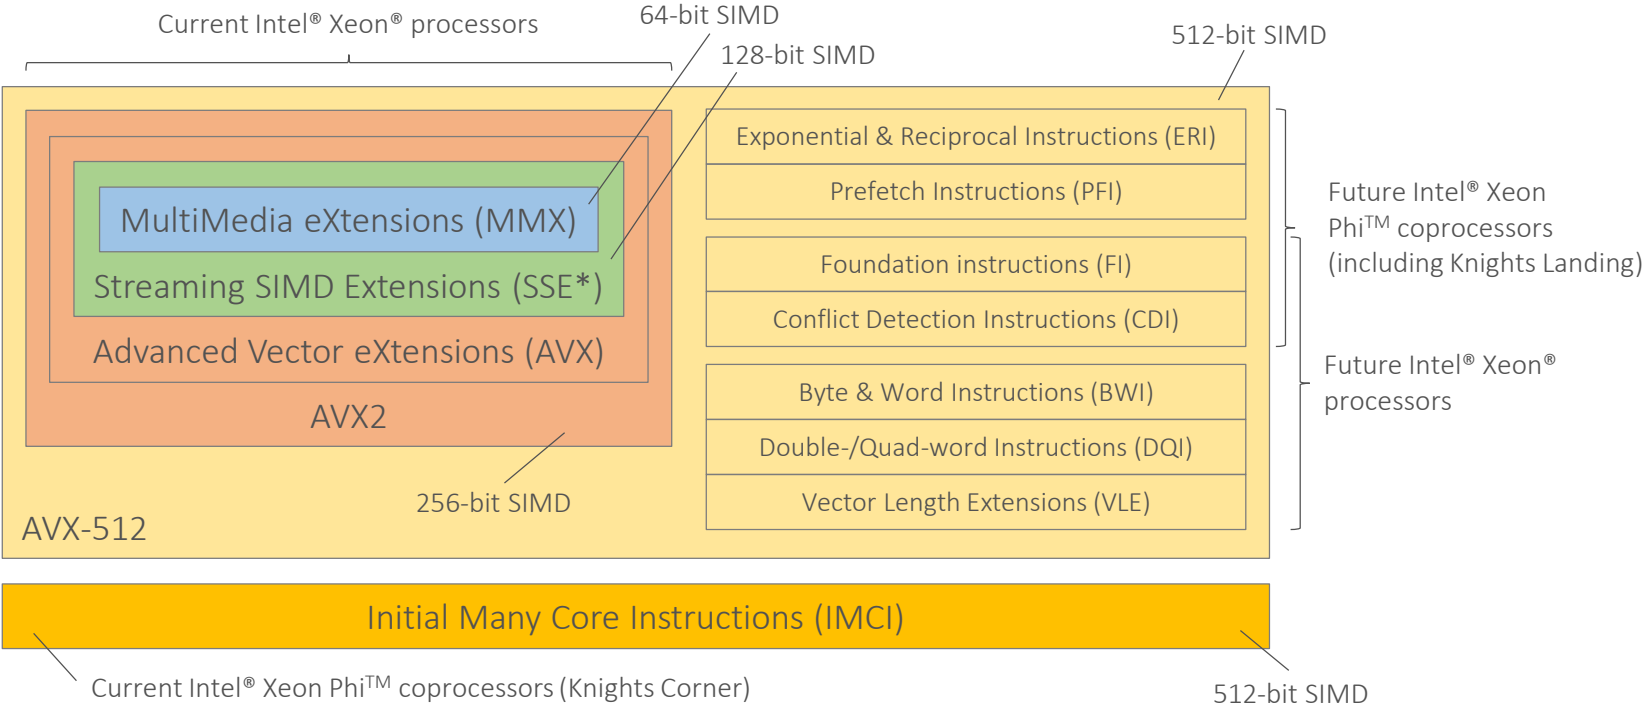 Current Intel® Xeon® processors
64-bit SIMD
128-bit SIMD
512-bit SIMD
MultiMedia eXtensions (MMX)
Streaming SIMD Extensions (SSE*)
Advanced Vector eXtensions (AVX)
AVX2
256-bit SIMD
AVX-512
Exponential & Reciprocal Instructions (ERI)
Prefetch Instructions (PFI)
Foundation instructions (FI)
Conflict Detection Instructions (CDI)
Byte & Word Instructions (BWI)
Double-/Quad-word Instructions (DQI)
Vector Length Extensions (VLE)
Future Intel® Xeon
Phi™ coprocessors
(including Knights Landing)
Future Intel® Xeon®
processors
Initial Many Core Instructions (IMCI)
Current Intel® Xeon Phi™ coprocessors (Knights Corner)
512-bit SIMD